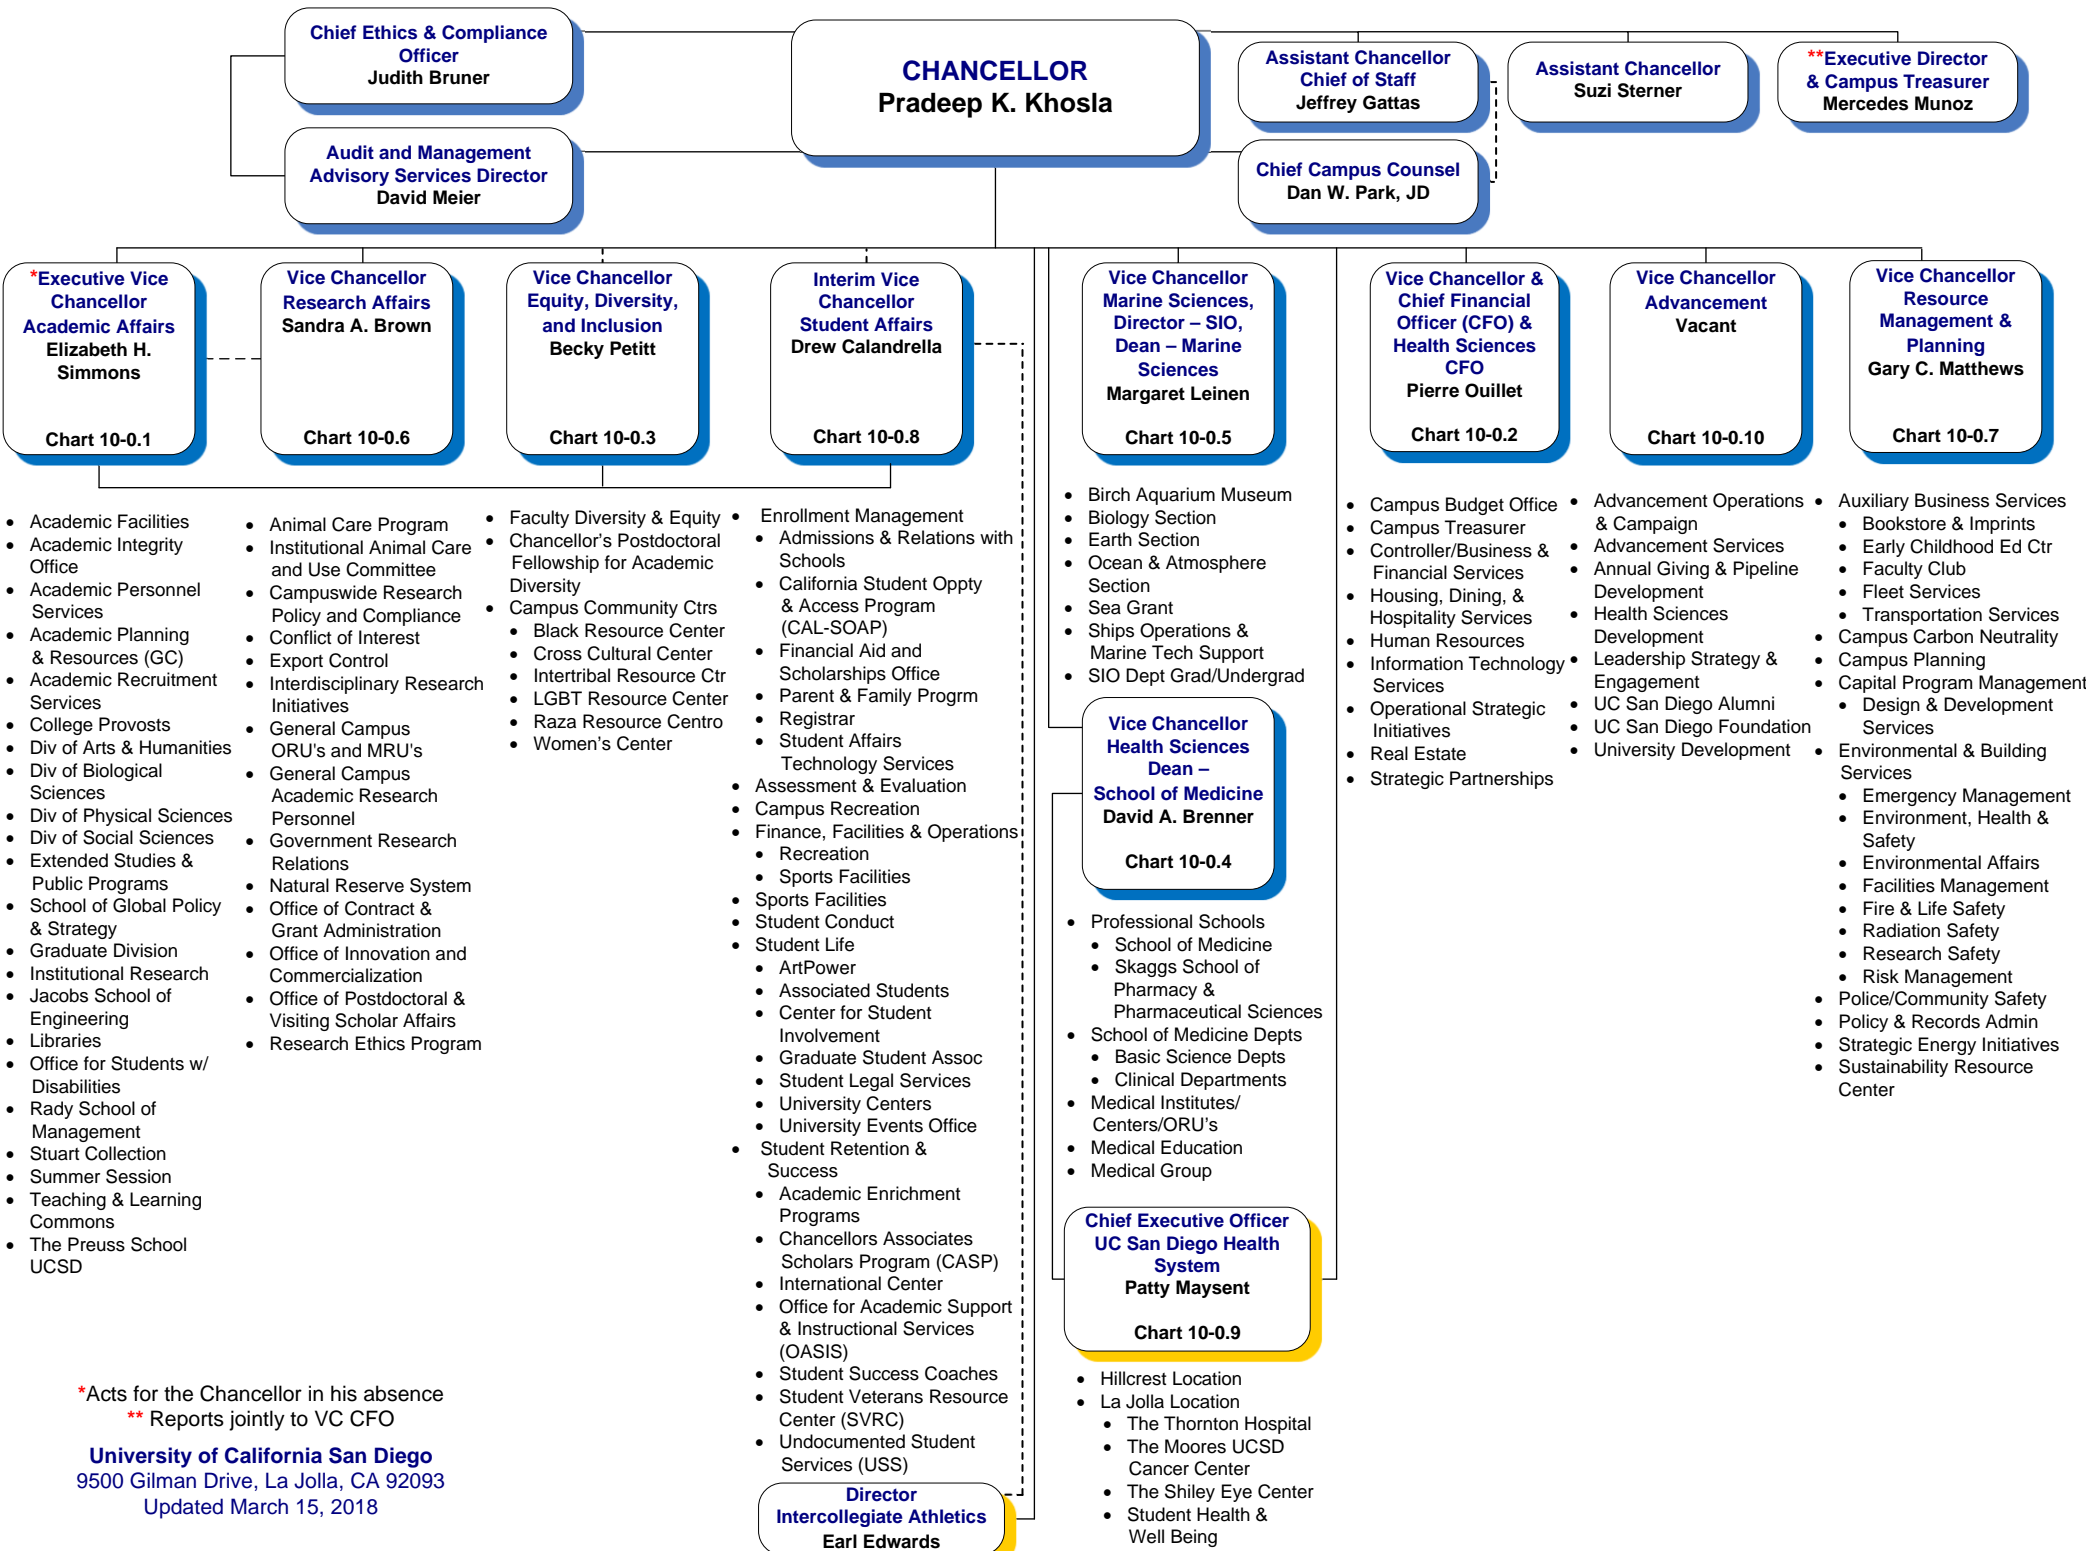 Chief Ethics & Compliance
Officer
Judith Bruner
Audit and Management
Advisory Services Director
David Meier
CHANCELLOR
Pradeep K. Khosla
Assistant Chancellor
Chief of Staff
Jeffrey Gattas
Chief Campus Counsel
Dan W. Park, JD
Assistant Chancellor
Suzi Sterner
**Executive Director
& Campus Treasurer
Mercedes Munoz
*Executive Vice
Chancellor
Academic Affairs
Elizabeth H.
Simmons
Chart 10-0.1
Vice Chancellor
Research Affairs
Sandra A. Brown
Chart 10-0.6
Vice Chancellor
Equity, Diversity,
and Inclusion
Becky Petitt
Chart 10-0.3
Interim Vice
Chancellor
Student Affairs
Drew Calandrella
Chart 10-0.8
Vice Chancellor
Marine Sciences,
Director – SIO,
Dean – Marine
Sciences
Margaret Leinen
Chart 10-0.5
Vice Chancellor &
Chief Financial
Officer (CFO) &
Health Sciences
CFO
Pierre Ouillet
Chart 10-0.2
Vice Chancellor
Advancement
Vacant
Chart 10-0.10
Vice Chancellor
Resource
Management &
Planning
Gary C. Matthews
Chart 10-0.7
• Academic Facilities
• Academic Integrity
Office
• Academic Personnel
Services
• Academic Planning
& Resources (GC)
• Academic Recruitment
Services
• College Provosts
• Div of Arts & Humanities
• Div of Biological
Sciences
• Div of Physical Sciences
• Div of Social Sciences
• Extended Studies &
Public Programs
• School of Global Policy
& Strategy
• Graduate Division
• Institutional Research
• Jacobs School of
Engineering
• Libraries
• Office for Students w/
Disabilities
• Rady School of
Management
• Stuart Collection
• Summer Session
• Teaching & Learning
Commons
• The Preuss School
UCSD
• Animal Care Program
• Institutional Animal Care
and Use Committee
• Campuswide Research
Policy and Compliance
• Conflict of Interest
• Export Control
• Interdisciplinary Research
Initiatives
• General Campus
ORU's and MRU's
• General Campus
Academic Research
Personnel
• Government Research
Relations
• Natural Reserve System
• Office of Contract &
Grant Administration
• Office of Innovation and
Commercialization
• Office of Postdoctoral &
Visiting Scholar Affairs
• Research Ethics Program
• Faculty Diversity & Equity
• Chancellor's Postdoctoral
Fellowship for Academic
Diversity
• Campus Community Ctrs
• Black Resource Center
• Cross Cultural Center
• Intertribal Resource Ctr
• LGBT Resource Center
• Raza Resource Centro
• Women's Center
• Enrollment Management
• Admissions & Relations with
Schools
• California Student Oppty
& Access Program
(CAL-SOAP)
• Financial Aid and
Scholarships Office
• Parent & Family Progrm
• Registrar
• Student Affairs
Technology Services
• Assessment & Evaluation
• Campus Recreation
• Finance, Facilities & Operations
• Recreation
• Sports Facilities
• Sports Facilities
• Student Conduct
• Student Life
• ArtPower
• Associated Students
• Center for Student
Involvement
• Graduate Student Assoc
• Student Legal Services
• University Centers
• University Events Office
• Student Retention &
Success
• Academic Enrichment
Programs
• Chancellors Associates
Scholars Program (CASP)
• International Center
• Office for Academic Support
& Instructional Services
(OASIS)
• Student Success Coaches
• Student Veterans Resource
Center (SVRC)
• Undocumented Student
Services (USS)
Director
Intercollegiate Athletics
Earl Edwards
• Birch Aquarium Museum
• Biology Section
• Earth Section
• Ocean & Atmosphere
Section
• Sea Grant
• Ships Operations &
Marine Tech Support
• SIO Dept Grad/Undergrad
Vice Chancellor
Health Sciences
Dean –
School of Medicine
David A. Brenner
Chart 10-0.4
• Professional Schools
• School of Medicine
• Skaggs School of
Pharmacy &
Pharmaceutical Sciences
• School of Medicine Depts
• Basic Science Depts
• Clinical Departments
• Medical Institutes/
Centers/ORU's
• Medical Education
• Medical Group
Chief Executive Officer
UC San Diego Health
System
Patty Maysent
Chart 10-0.9
• Hillcrest Location
• La Jolla Location
• The Thornton Hospital
• The Moores UCSD
Cancer Center
• The Shiley Eye Center
• Student Health &
Well Being
• Campus Budget Office
• Campus Treasurer
• Controller/Business &
Financial Services
• Housing, Dining, &
Hospitality Services
• Human Resources
• Information Technology
Services
• Operational Strategic
Initiatives
• Real Estate
• Strategic Partnerships
• Advancement Operations
& Campaign
• Advancement Services
• Annual Giving & Pipeline
Development
• Health Sciences
Development
• Leadership Strategy &
Engagement
• UC San Diego Alumni
• UC San Diego Foundation
• University Development
• Auxiliary Business Services
• Bookstore & Imprints
• Early Childhood Ed Ctr
• Faculty Club
• Fleet Services
• Transportation Services
• Campus Carbon Neutrality
• Campus Planning
• Capital Program Management
• Design & Development
Services
• Environmental & Building
Services
• Emergency Management
• Environment, Health &
Safety
• Environmental Affairs
• Facilities Management
• Fire & Life Safety
• Radiation Safety
• Research Safety
• Risk Management
• Police/Community Safety
• Policy & Records Admin
• Strategic Energy Initiatives
• Sustainability Resource
Center
*Acts for the Chancellor in his absence
** Reports jointly to VC CFO
University of California San Diego
9500 Gilman Drive, La Jolla, CA 92093
Updated March 15, 2018